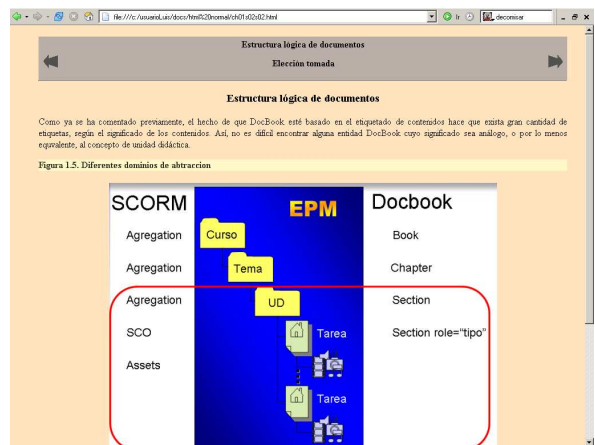 file:///c:/usuarioLuis/docs/html%20normal/ch01s02s02.html
Ir
deconisar
Estructura lógica de documentos
Elección tomada
Estructura lógica de documentos
Como ya se ha comentado previamente, el hecho de que DocBook esté basado en el etiquetado de contenidos hace que exista gran cantidad de
etiquetas, según el significado de los contenidos. Así, no es difícil encontrar alguna entidad DocBook cuyo significado sea análogo, o por lo menos
equvalente, al concepto de unidad didáctica.
Figura 1.5. Diferentes dominios de abtraccion
SCORM
EPM
Docbook
Agregation
Curso
Book
Agregation
Tema
Chapter
Agregation
UD
Section
SCO
Tarea
Section role="tipo"
Assets
Tarea